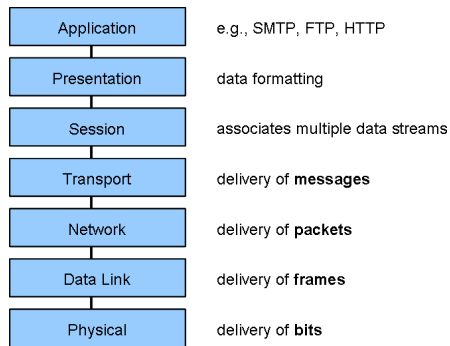 Application e.g., SMTP, FTP, HTTP
Presentation data formatting
Session associates multiple data streams
Transport delivery of messages
Network delivery of packets
Data Link delivery of frames
Physical delivery of bits